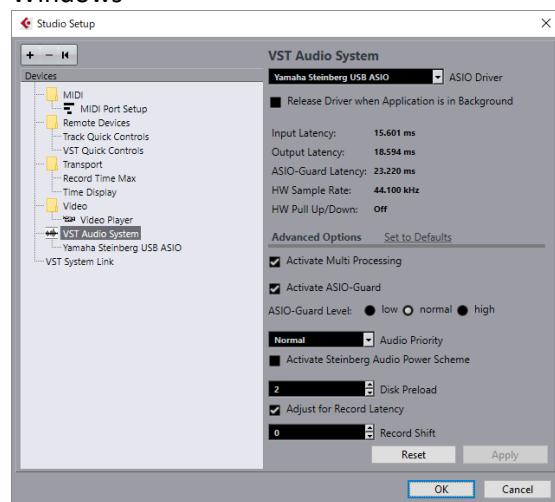 Windows
Studio Setup
Devices
MIDI
MIDI Port Setup
Remote Devices
Track Quick Controls
VST Quick Controls
Transport
Record Time Max
Time Display
Video
Video Player
VST Audio System
Yamaha Steinberg USB ASIO
VST System Link
VST Audio System
Yamaha Steinberg USB ASIO ASIO Driver
Release Driver when Application is in Background
Input Latency: 15.601 ms
Output Latency: 18.594 ms
ASIO-Guard Latency: 23.220 ms
HW Sample Rate: 44.100 kHz
HW Pull Up/Down: Off
Advanced Options Set to Defaults
Activate Multi Processing
Activate ASIO-Guard
ASIO-Guard Level: low normal high
Normal Audio Priority
Activate Steinberg Audio Power Scheme
2 Disk Preload
Adjust for Record Latency
0 Record Shift
Reset Apply
OK Cancel